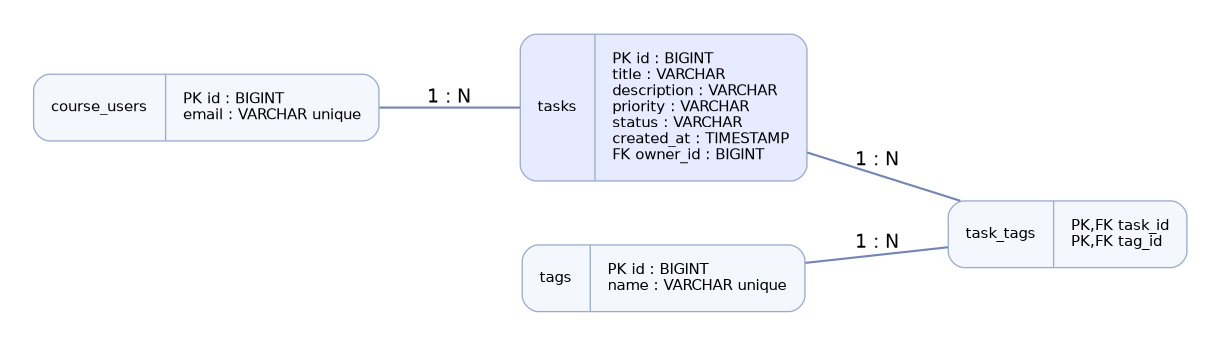 course_users
PK id : BIGINT
email : VARCHAR unique
1 : N
tasks
PK id : BIGINT
title : VARCHAR
description : VARCHAR
priority : VARCHAR
status : VARCHAR
created_at : TIMESTAMP
FK owner_id : BIGINT
1 : N
tags
PK id : BIGINT
name : VARCHAR unique
1 : N
task_tags
PK,FK task_id
PK,FK tag_id